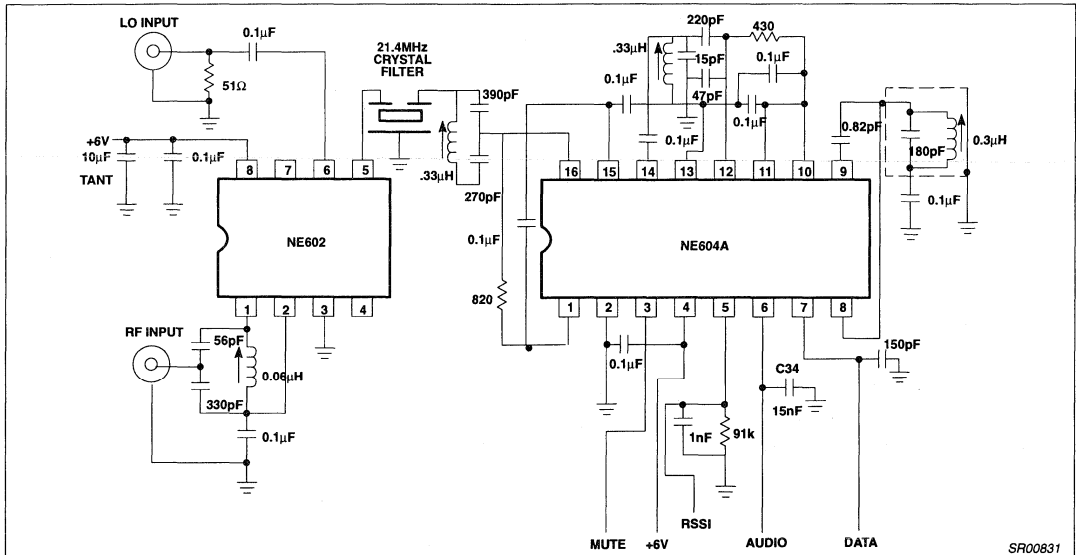 LO INPUT
0.1μF
51Ω
21.4MHz
CRYSTAL
FILTER
390pF
.33μH
270pF
+6V
10μF
TANT
0.1μF
8 7 6 5
NE602
1 2 3 4
RF INPUT
56pF
0.06μH
330pF
0.1μF
220pF
430
.33μH
15pF
0.1μF
0.1μF
47pF
0.1μF
0.1μF
0.82pF
180pF
0.3μH
0.1μF
16 15 14 13 12 11 10 9
NE604A
1 2 3 4 5 6 7 8
0.1μF
820
0.1μF
150pF
C34
15nF
1nF
91k
RSSI
MUTE +6V AUDIO DATA
SR00831